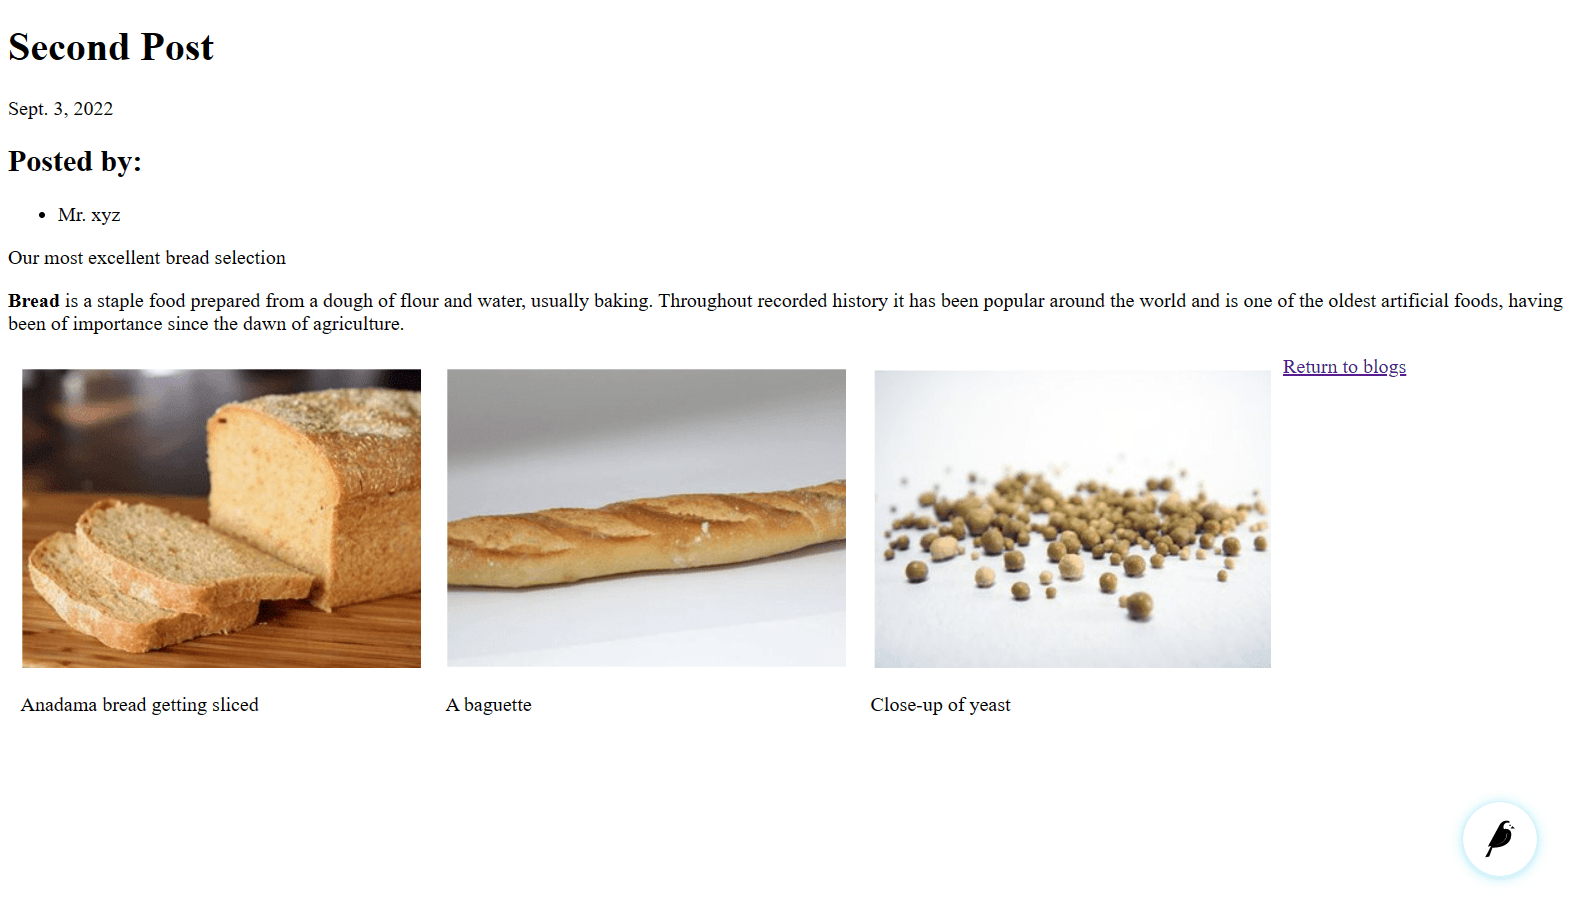 Second Post
Sept. 3, 2022
Posted by:
Mr. xyz
Our most excellent bread selection
Bread is a staple food prepared from a dough of flour and water, usually baking. Throughout recorded history it has been popular around the world and is one of the oldest artificial foods, having
been of importance since the dawn of agriculture.
Return to blogs
Anadama bread getting sliced
A baguette
Close-up of yeast